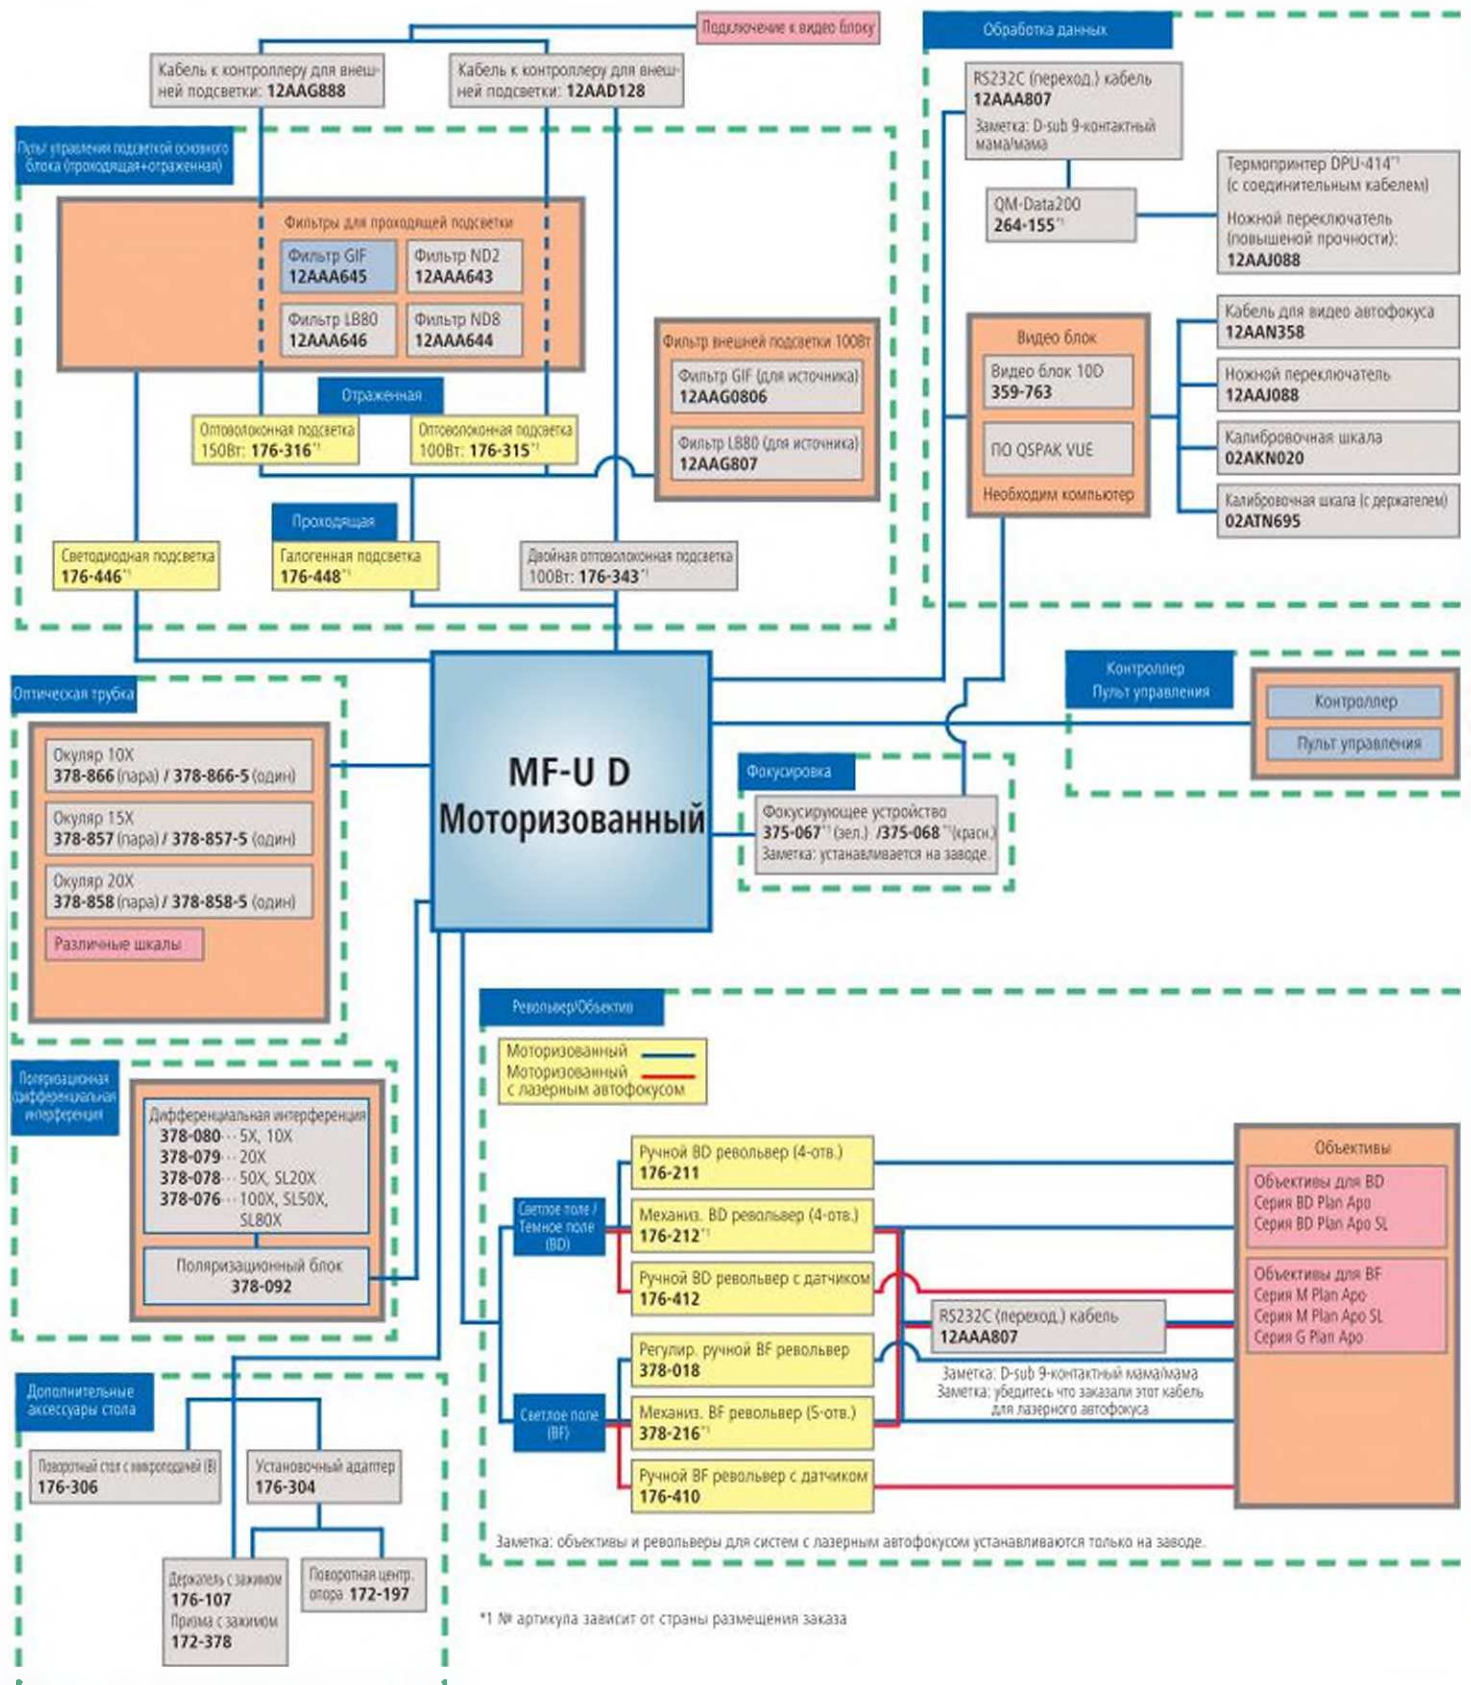 Подключение к видео блоку
Кабель к контроллеру для внеш-
ней подсветки: 12AAG888
Кабель к контроллеру для внеш-
ней подсветки: 12AAD128
Пульт управления подсветкой основного
блока (проходящая+отраженная)
Фильтры для проходящей подсветки
Фильтр GIF
12AAA645
Фильтр ND2
12AAA643
Фильтр LB80
12AAA646
Фильтр ND8
12AAA644
Фильтр внешней подсветки 100Вт
Фильтр GIF (для источника)
12AAG0806
Фильтр LB80 (для источника)
12AAG807
Отраженная
Оптоволоконная подсветка
150Вт: 176-316*1
Оптоволоконная подсветка
100Вт: 176-315*1
Проходящая
Светодиодная подсветка
176-446*1
Галогенная подсветка
176-448*1
Двойная оптоволоконная подсветка
100Вт: 176-343*1
Обработка данных
RS232C (переход.) кабель
12AAA807
Заметка: D-sub 9-контактный
мама/мама
QM-Data200
264-155*1
Термопринтер DPU-414*1
(с соединительным кабелем)
Ножной переключатель
(повышеной прочности):
12AAJ088
Видео блок
Видео блок 10D
359-763
ПО QSPAK VUE
Необходим компьютер
Кабель для видео автофокуса
12AAN358
Ножной переключатель
12AAJ088
Калибровочная шкала
02AKN020
Калибровочная шкала (с держателем)
02ATN695
Контроллер
Пульт управления
Контроллер
Пульт управления
MF-U D
Моторизованный
Фокусировка
Фокусирующее устройство
375-067*1 (зел.) /375-068*1 (красн.)
Заметка: устанавливается на заводе.
Оптическая трубка
Окуляр 10X
378-866 (пара) / 378-866-5 (один)
Окуляр 15X
378-857 (пара) / 378-857-5 (один)
Окуляр 20X
378-858 (пара) / 378-858-5 (один)
Различные шкалы
Поляризационная
/дифференциальная
интерференция
Дифференциальная интерференция
378-080··· 5X, 10X
378-079··· 20X
378-078··· 50X, SL20X
378-076··· 100X, SL50X,
SL80X
Поляризационный блок
378-092
Дополнительные
аксессуары стола
Поворотный стол с микроподачей (B)
176-306
Установочный адаптер
176-304
Держатель с зажимом
176-107
Призма с зажимом
172-378
Поворотная центр.
опора 172-197
Револьвер/Объектив
Моторизованный
Моторизованный
с лазерным автофокусом
Светлое поле /
Темное поле
(BD)
Ручной BD револьвер (4-отв.)
176-211
Механиз. BD револьвер (4-отв.)
176-212*1
Ручной BD револьвер с датчиком
176-412
Светлое поле
(BF)
Регулир. ручной BF револьвер
378-018
Механиз. BF револьвер (5-отв.)
378-216*1
Ручной BF револьвер с датчиком
176-410
RS232C (переход.) кабель
12AAA807
Заметка: D-sub 9-контактный мама/мама
Заметка: убедитесь что заказали этот кабель
для лазерного автофокуса
Объективы
Объективы для BD
Серия BD Plan Apo
Серия BD Plan Apo SL
Объективы для BF
Серия M Plan Apo
Серия M Plan Apo SL
Серия G Plan Apo
Заметка: объективы и револьверы для систем с лазерным автофокусом устанавливаются только на заводе.
*1 № артикула зависит от страны размещения заказа